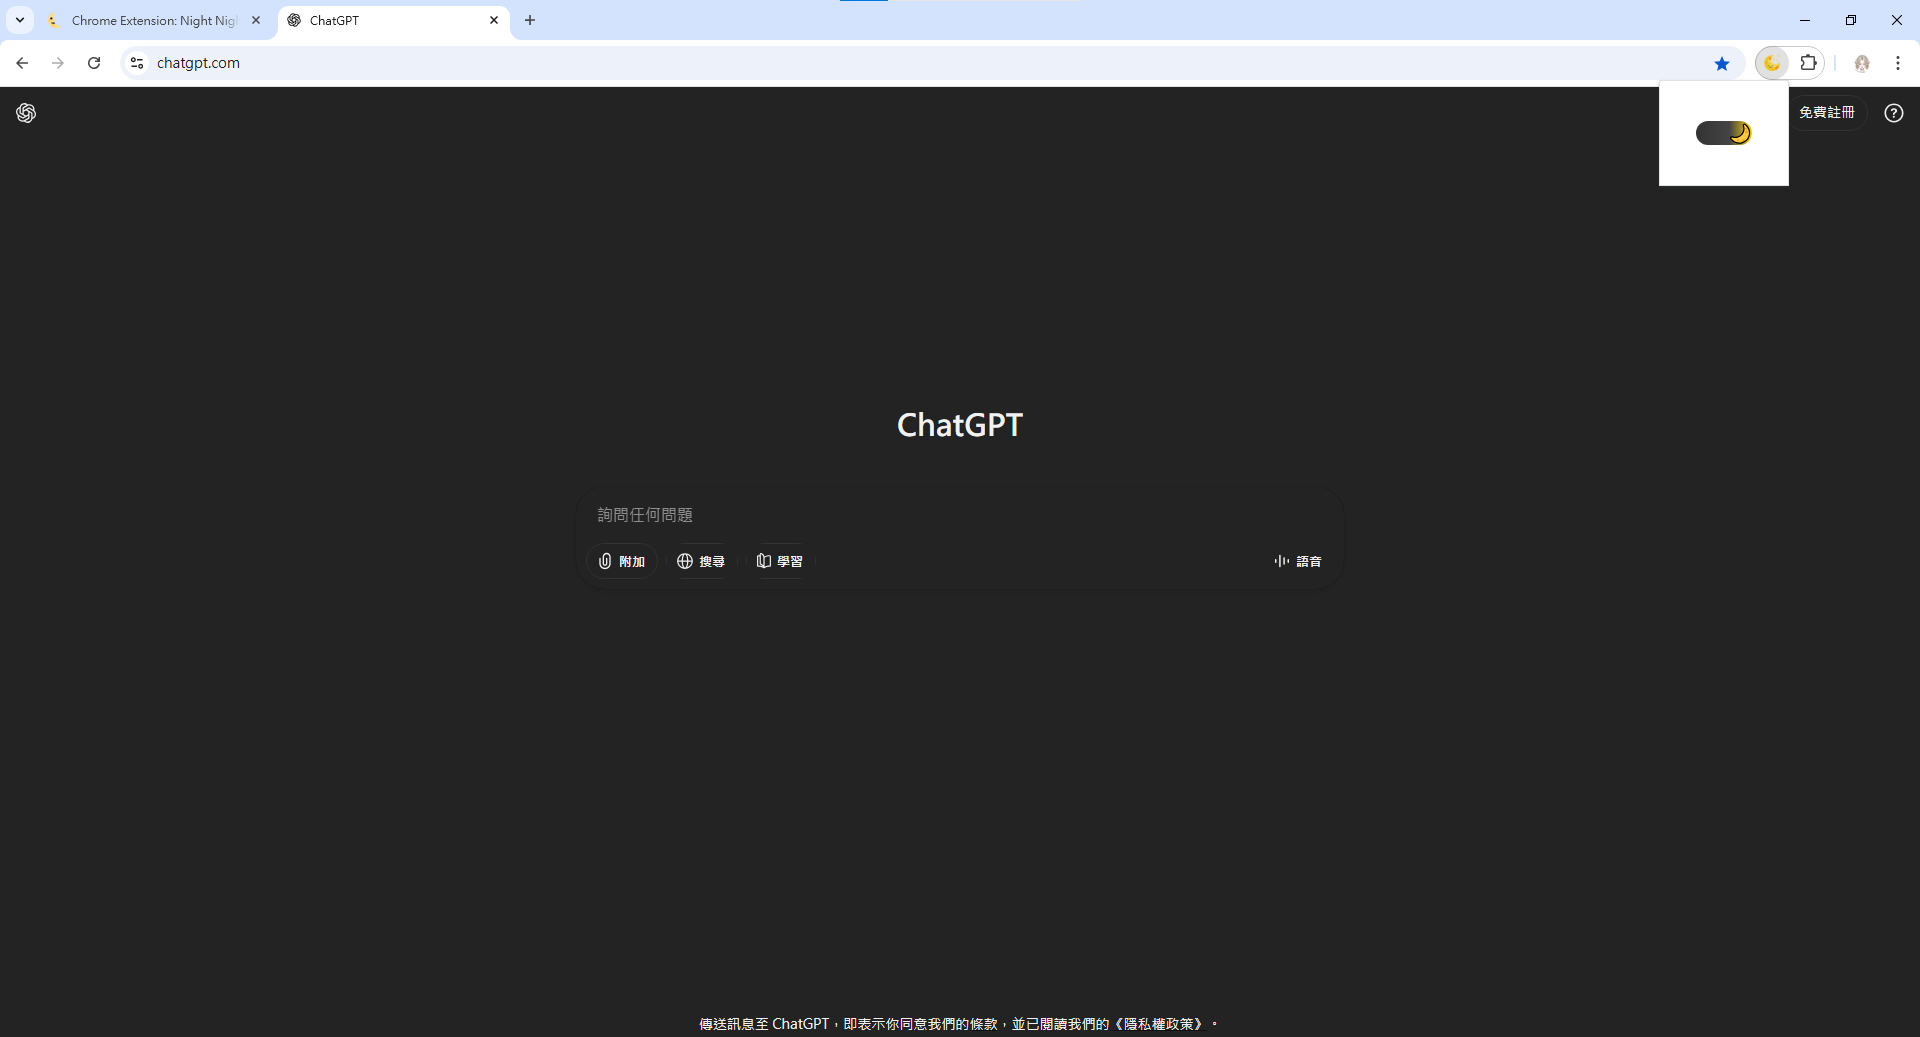 Chrome Extension: Night Nig
ChatGPT
chatgpt.com
免費註冊
ChatGPT
詢問任何問題
附加
搜尋
學習
語音
傳送訊息至 ChatGPT，即表示你同意我們的條款，並已閱讀我們的《隱私權政策》。